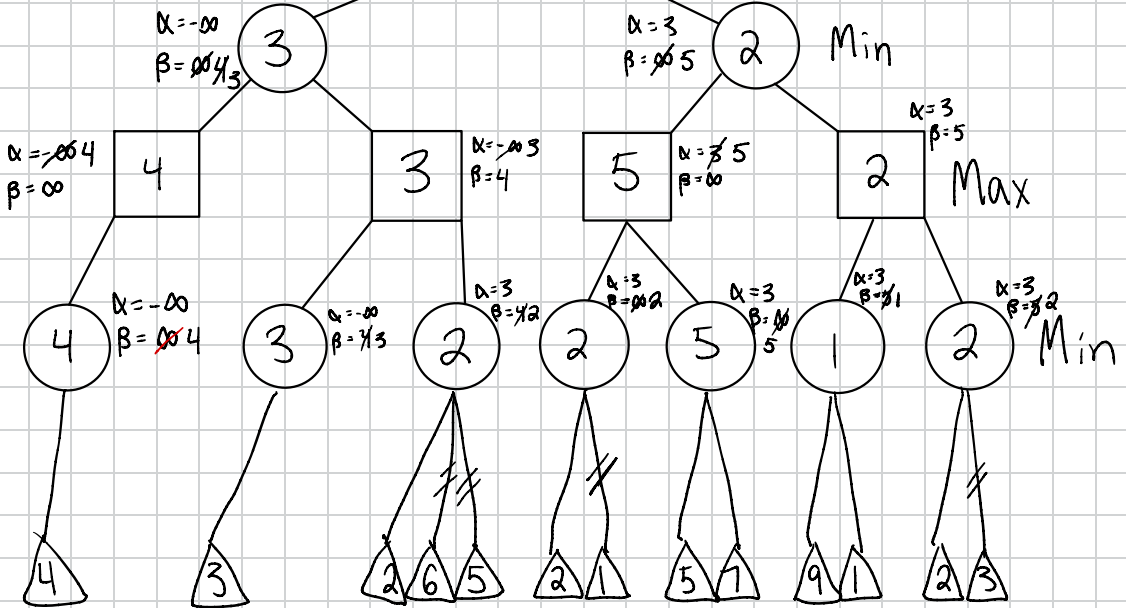 α = -∞
β = ∞ 4 3
3
α = 3
β = ∞ 5
2
Min
α = -∞ 4
β = ∞
4
3
α = -∞ 3
β = 4
5
α = 3 5
β = ∞
2
α = 3
β = 5
Max
4
α = -∞
β = ∞ 4
3
α = -∞
β = 4 3
2
α = 3
β = 4 2
2
α = 3
β = ∞ 2
5
α = 3
β = ∞
5
1
α = 3
β = 5 1
2
α = 3
β = 5 2
Min
4 3 2 6 5 2 1 5 7 9 1 2 3